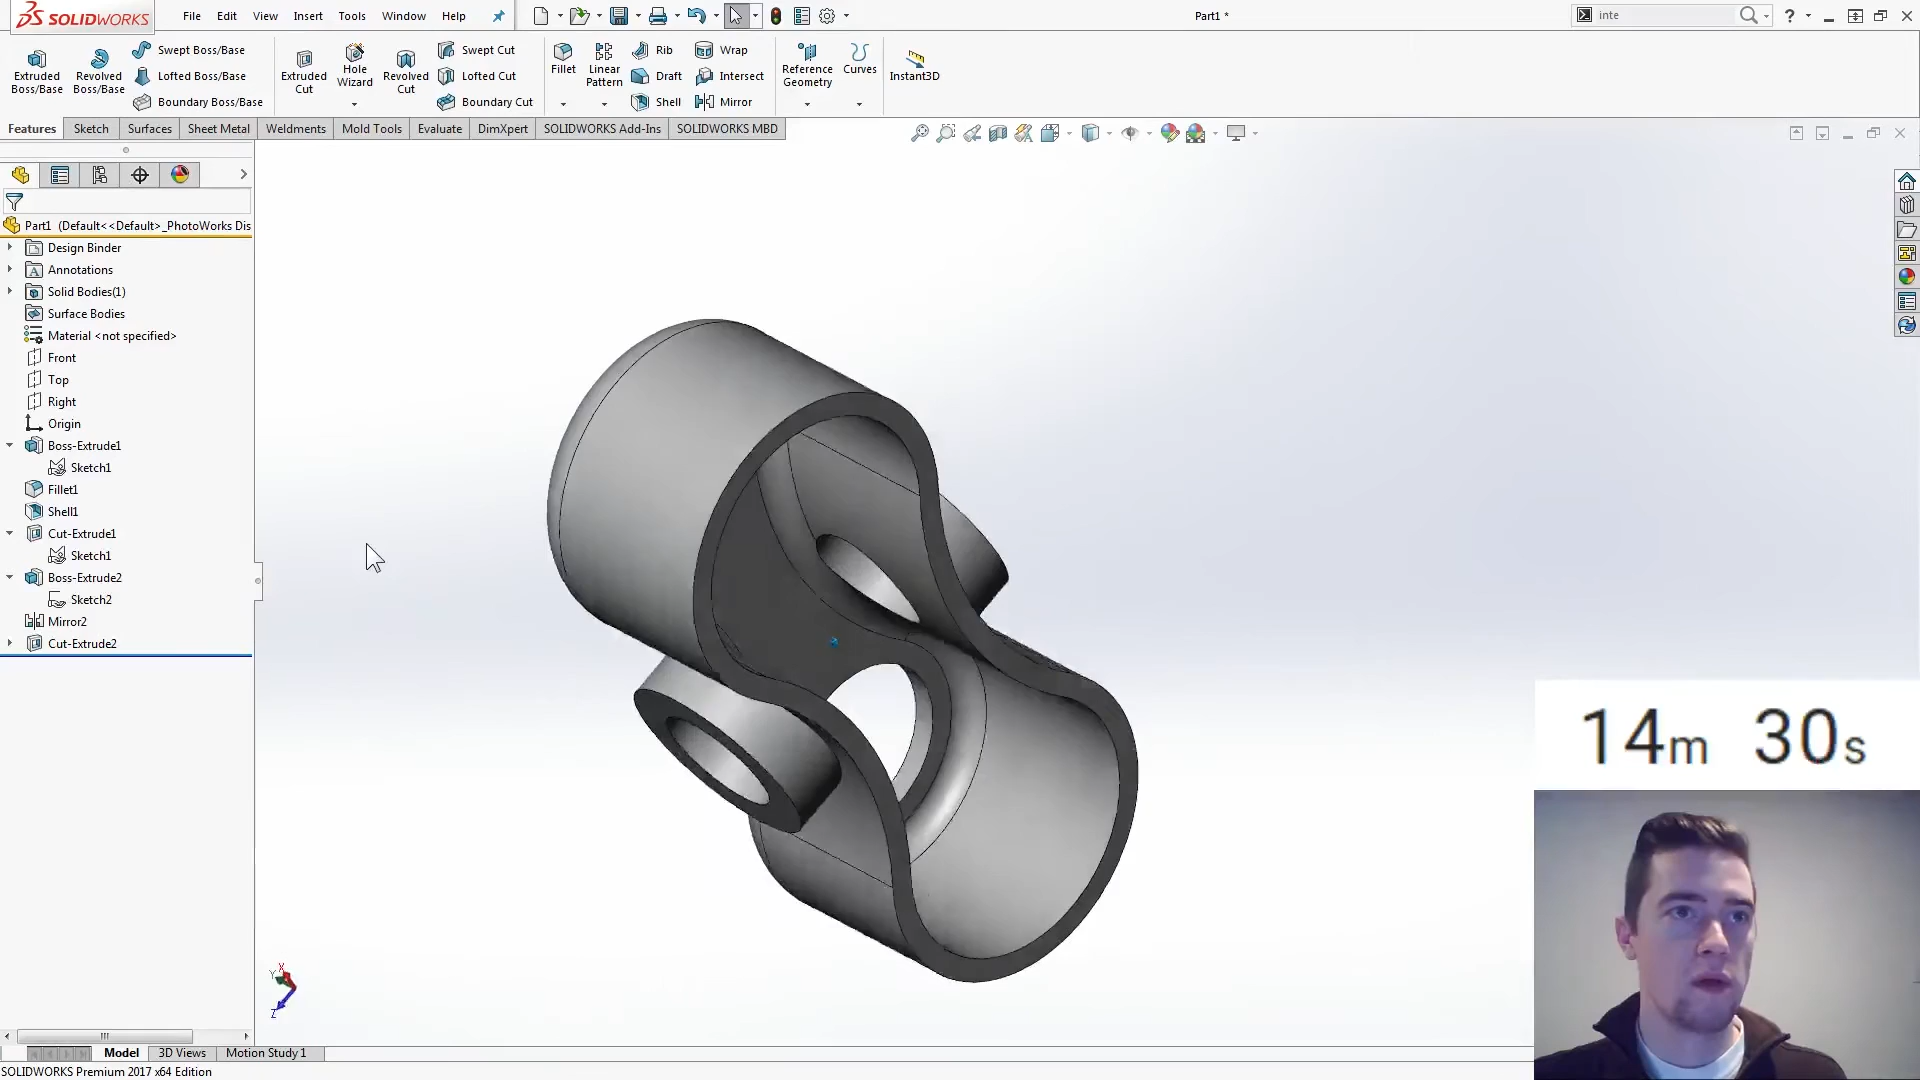 SOLIDWORKS File Edit View Insert Tools Window Help Part1 * inte ?
Extruded Boss/Base
Revolved Boss/Base
Swept Boss/Base
Lofted Boss/Base
Boundary Boss/Base
Extruded Cut
Hole Wizard
Revolved Cut
Swept Cut
Lofted Cut
Boundary Cut
Fillet
Linear Pattern
Rib
Draft
Shell
Wrap
Intersect
Mirror
Reference Geometry
Curves
Instant3D
Features Sketch Surfaces Sheet Metal Weldments Mold Tools Evaluate DimXpert SOLIDWORKS Add-Ins SOLIDWORKS MBD
Part1 (Default<<Default>_PhotoWorks Dis
Design Binder
Annotations
Solid Bodies(1)
Surface Bodies
Material <not specified>
Front
Top
Right
Origin
Boss-Extrude1
Sketch1
Fillet1
Shell1
Cut-Extrude1
Sketch1
Boss-Extrude2
Sketch2
Mirror2
Cut-Extrude2
14m 30s
X
Y
Z
Model 3D Views Motion Study 1
SOLIDWORKS Premium 2017 x64 Edition